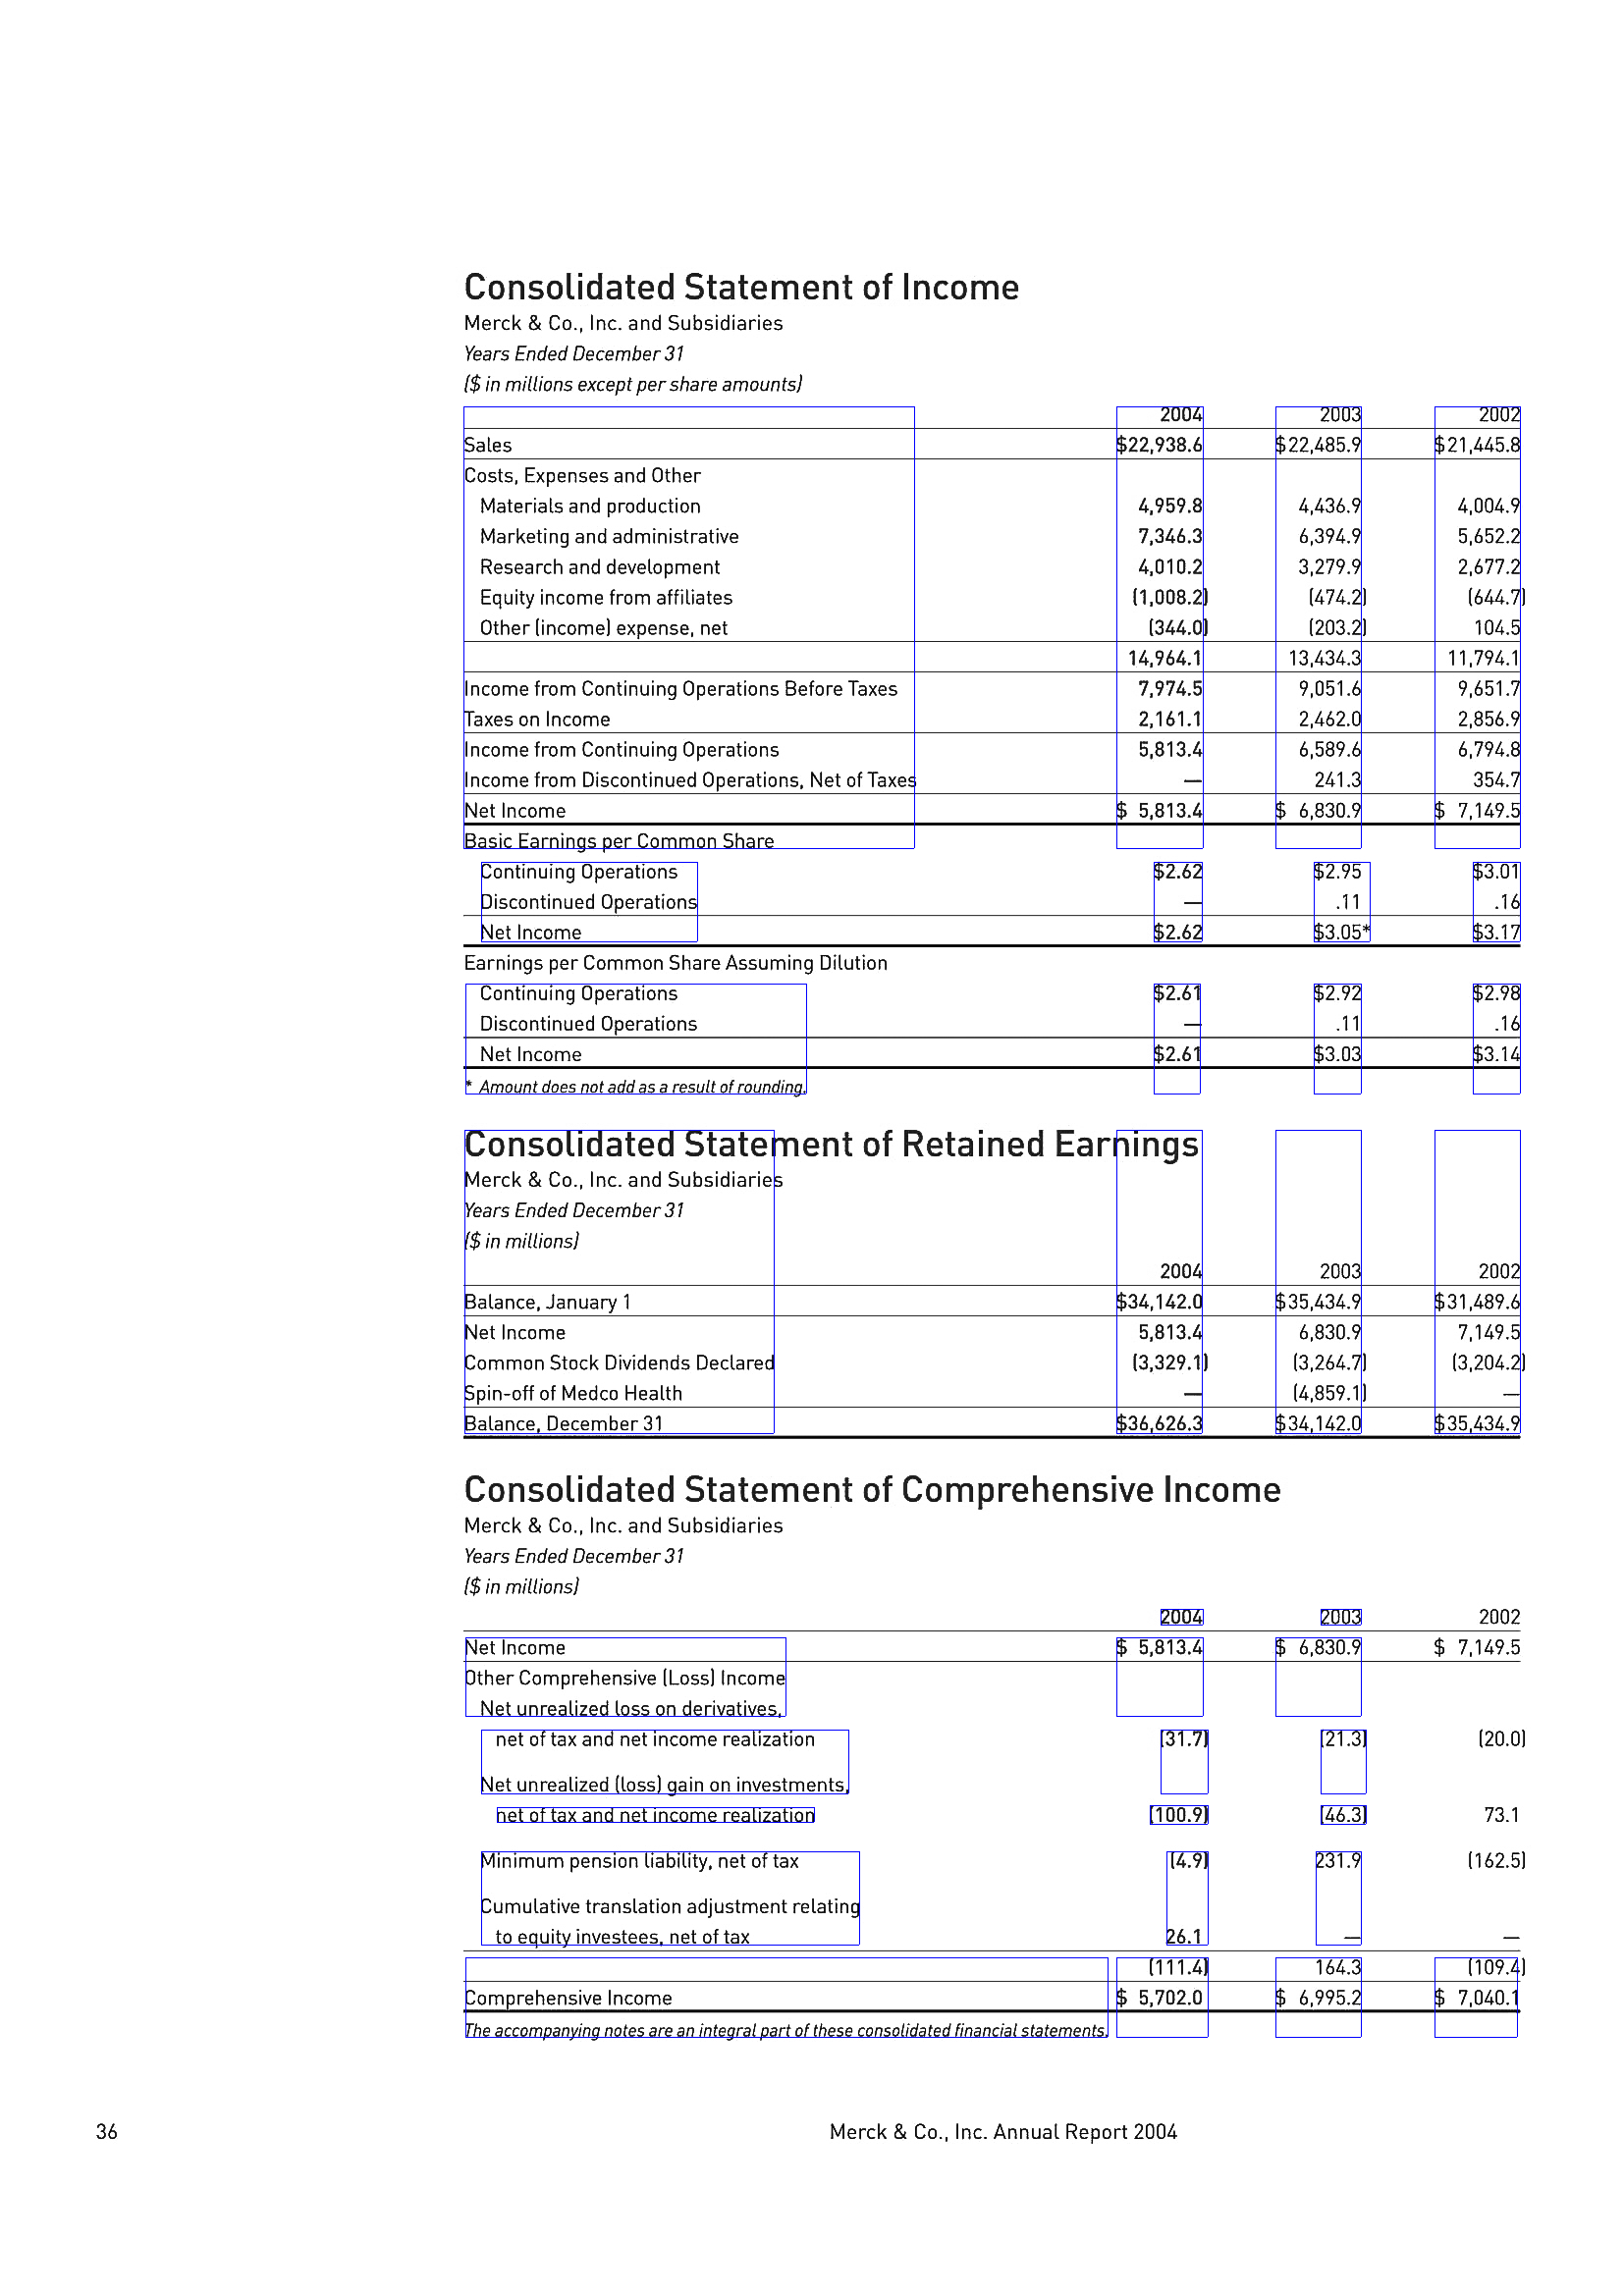 Consolidated Statement of Income
Merck & Co., Inc. and Subsidiaries
Years Ended December 31
($ in millions except per share amounts)
2004 2003 2002
Sales $22,938.6 $22,485.9 $21,445.8
Costs, Expenses and Other
Materials and production 4,959.8 4,436.9 4,004.9
Marketing and administrative 7,346.3 6,394.9 5,652.2
Research and development 4,010.2 3,279.9 2,677.2
Equity income from affiliates (1,008.2) (474.2) (644.7)
Other (income) expense, net (344.0) (203.2) 104.5
14,964.1 13,434.3 11,794.1
Income from Continuing Operations Before Taxes 7,974.5 9,051.6 9,651.7
Taxes on Income 2,161.1 2,462.0 2,856.9
Income from Continuing Operations 5,813.4 6,589.6 6,794.8
Income from Discontinued Operations, Net of Taxes — 241.3 354.7
Net Income $ 5,813.4 $ 6,830.9 $ 7,149.5
Basic Earnings per Common Share
Continuing Operations $2.62 $2.95 $3.01
Discontinued Operations — .11 .16
Net Income $2.62 $3.05* $3.17
Earnings per Common Share Assuming Dilution
Continuing Operations $2.61 $2.92 $2.98
Discontinued Operations — .11 .16
Net Income $2.61 $3.03 $3.14
* Amount does not add as a result of rounding.
Consolidated Statement of Retained Earnings
Merck & Co., Inc. and Subsidiaries
Years Ended December 31
($ in millions)
2004 2003 2002
Balance, January 1 $34,142.0 $35,434.9 $31,489.6
Net Income 5,813.4 6,830.9 7,149.5
Common Stock Dividends Declared (3,329.1) (3,264.7) (3,204.2)
Spin-off of Medco Health — (4,859.1) —
Balance, December 31 $36,626.3 $34,142.0 $35,434.9
Consolidated Statement of Comprehensive Income
Merck & Co., Inc. and Subsidiaries
Years Ended December 31
($ in millions)
2004 2003 2002
Net Income $ 5,813.4 $ 6,830.9 $ 7,149.5
Other Comprehensive (Loss) Income
Net unrealized loss on derivatives,
net of tax and net income realization (31.7) (21.3) (20.0)
Net unrealized (loss) gain on investments,
net of tax and net income realization (100.9) (46.3) 73.1
Minimum pension liability, net of tax (4.9) 231.9 (162.5)
Cumulative translation adjustment relating
to equity investees, net of tax 26.1 — —
(111.4) 164.3 (109.4)
Comprehensive Income $ 5,702.0 $ 6,995.2 $ 7,040.1
The accompanying notes are an integral part of these consolidated financial statements.
36 Merck & Co., Inc. Annual Report 2004